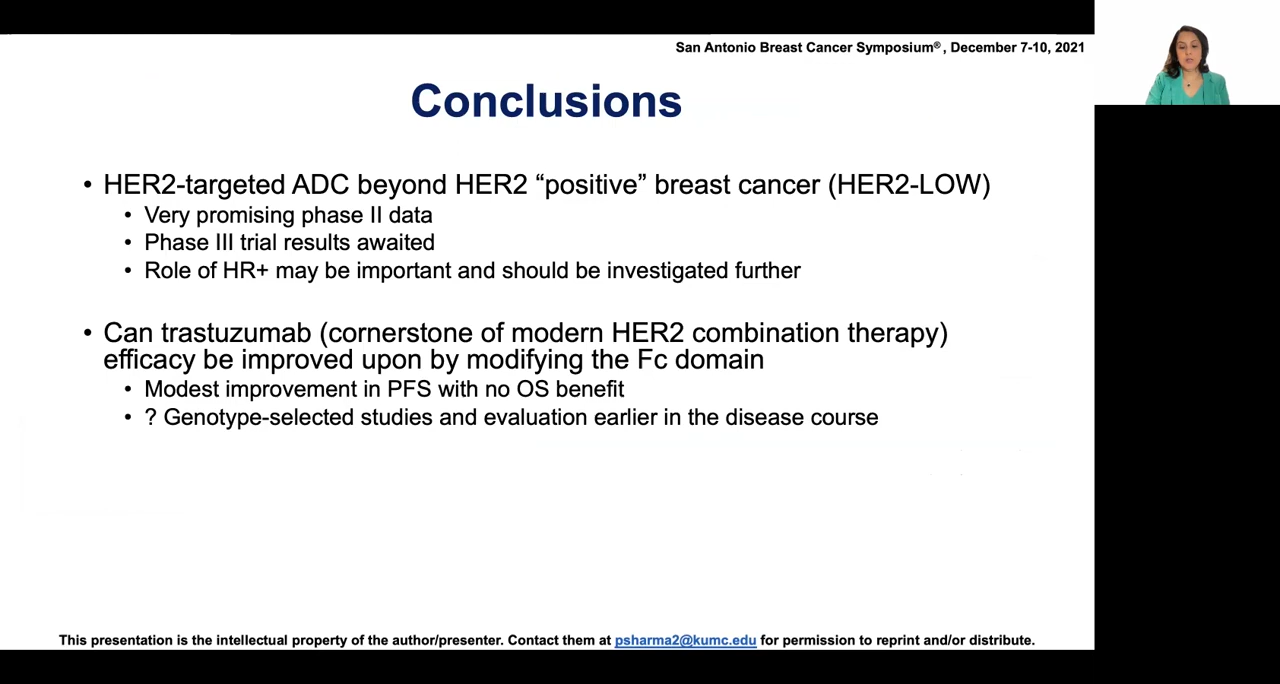 San Antonio Breast Cancer Symposium®, December 7-10, 2021
Conclusions
• HER2-targeted ADC beyond HER2 “positive” breast cancer (HER2-LOW)
• Very promising phase II data
• Phase III trial results awaited
• Role of HR+ may be important and should be investigated further
• Can trastuzumab (cornerstone of modern HER2 combination therapy)
efficacy be improved upon by modifying the Fc domain
• Modest improvement in PFS with no OS benefit
• ? Genotype-selected studies and evaluation earlier in the disease course
This presentation is the intellectual property of the author/presenter. Contact them at psharma2@kumc.edu for permission to reprint and/or distribute.